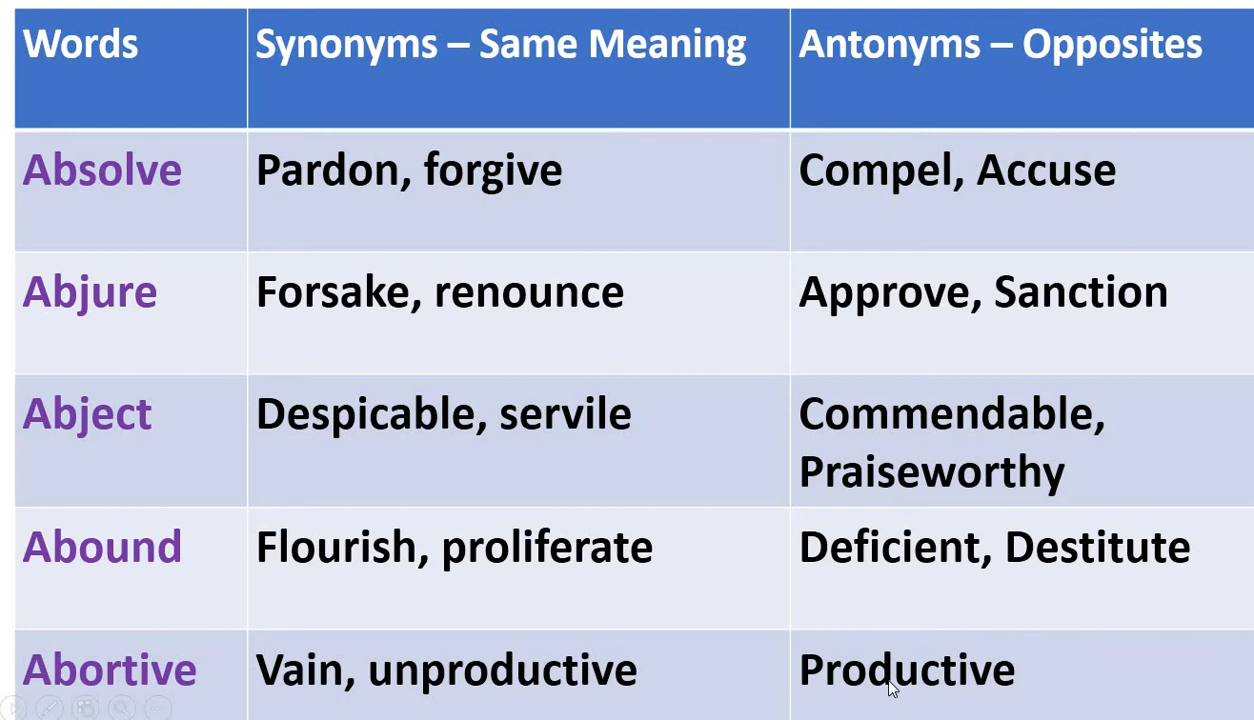 Words Synonyms – Same Meaning Antonyms – Opposites
Absolve Pardon, forgive Compel, Accuse
Abjure Forsake, renounce Approve, Sanction
Abject Despicable, servile Commendable,
Praiseworthy
Abound Flourish, proliferate Deficient, Destitute
Abortive Vain, unproductive Productive